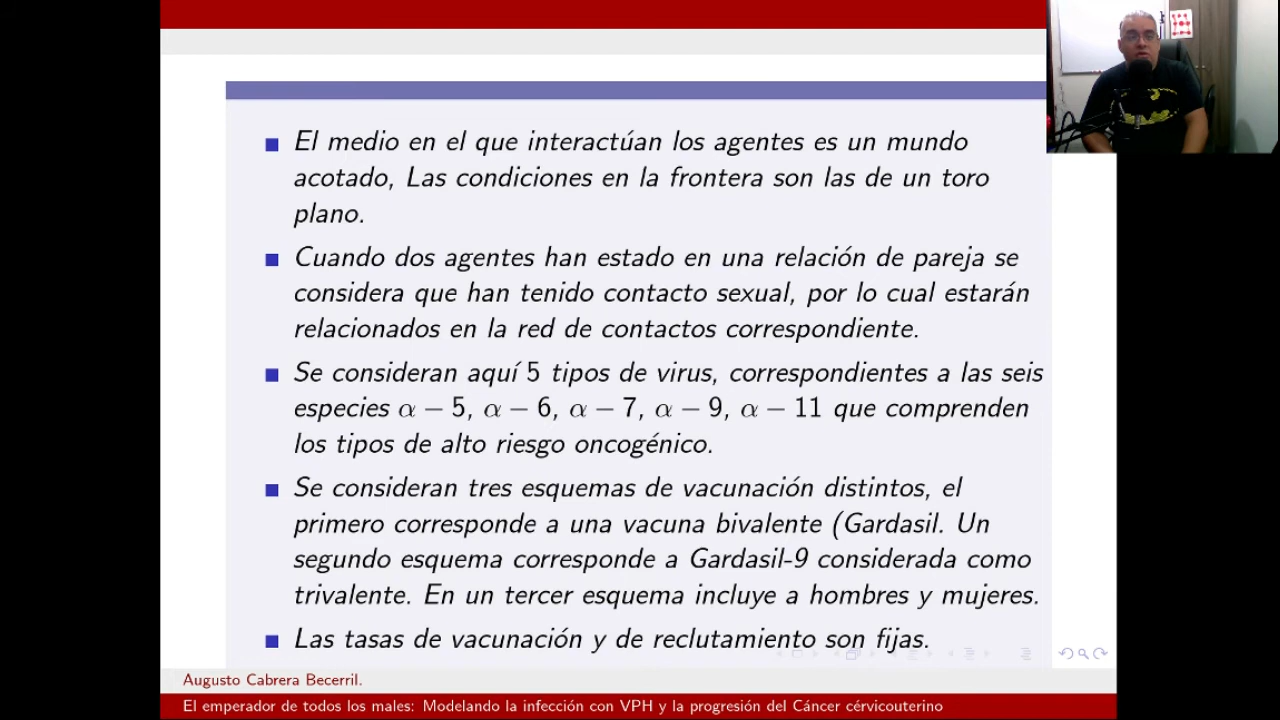 El medio en el que interactúan los agentes es un mundo
acotado, Las condiciones en la frontera son las de un toro
plano.
Cuando dos agentes han estado en una relación de pareja se
considera que han tenido contacto sexual, por lo cual estarán
relacionados en la red de contactos correspondiente.
Se consideran aquí 5 tipos de virus, correspondientes a las seis
especies α − 5, α − 6, α − 7, α − 9, α − 11 que comprenden
los tipos de alto riesgo oncogénico.
Se consideran tres esquemas de vacunación distintos, el
primero corresponde a una vacuna bivalente (Gardasil. Un
segundo esquema corresponde a Gardasil-9 considerada como
trivalente. En un tercer esquema incluye a hombres y mujeres.
Las tasas de vacunación y de reclutamiento son fijas.
Augusto Cabrera Becerril.
El emperador de todos los males: Modelando la infección con VPH y la progresión del Cáncer cérvicouterino